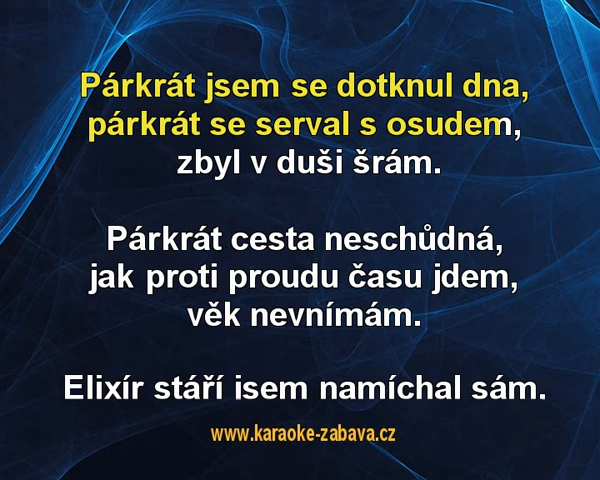 Párkrát jsem se dotknul dna,
párkrát se serval s osudem,
zbyl v duši šrám.
Párkrát cesta neschůdná,
jak proti proudu času jdem,
věk nevnímám.
Elixír stáří isem namíchal sám.
www.karaoke-zabava.cz